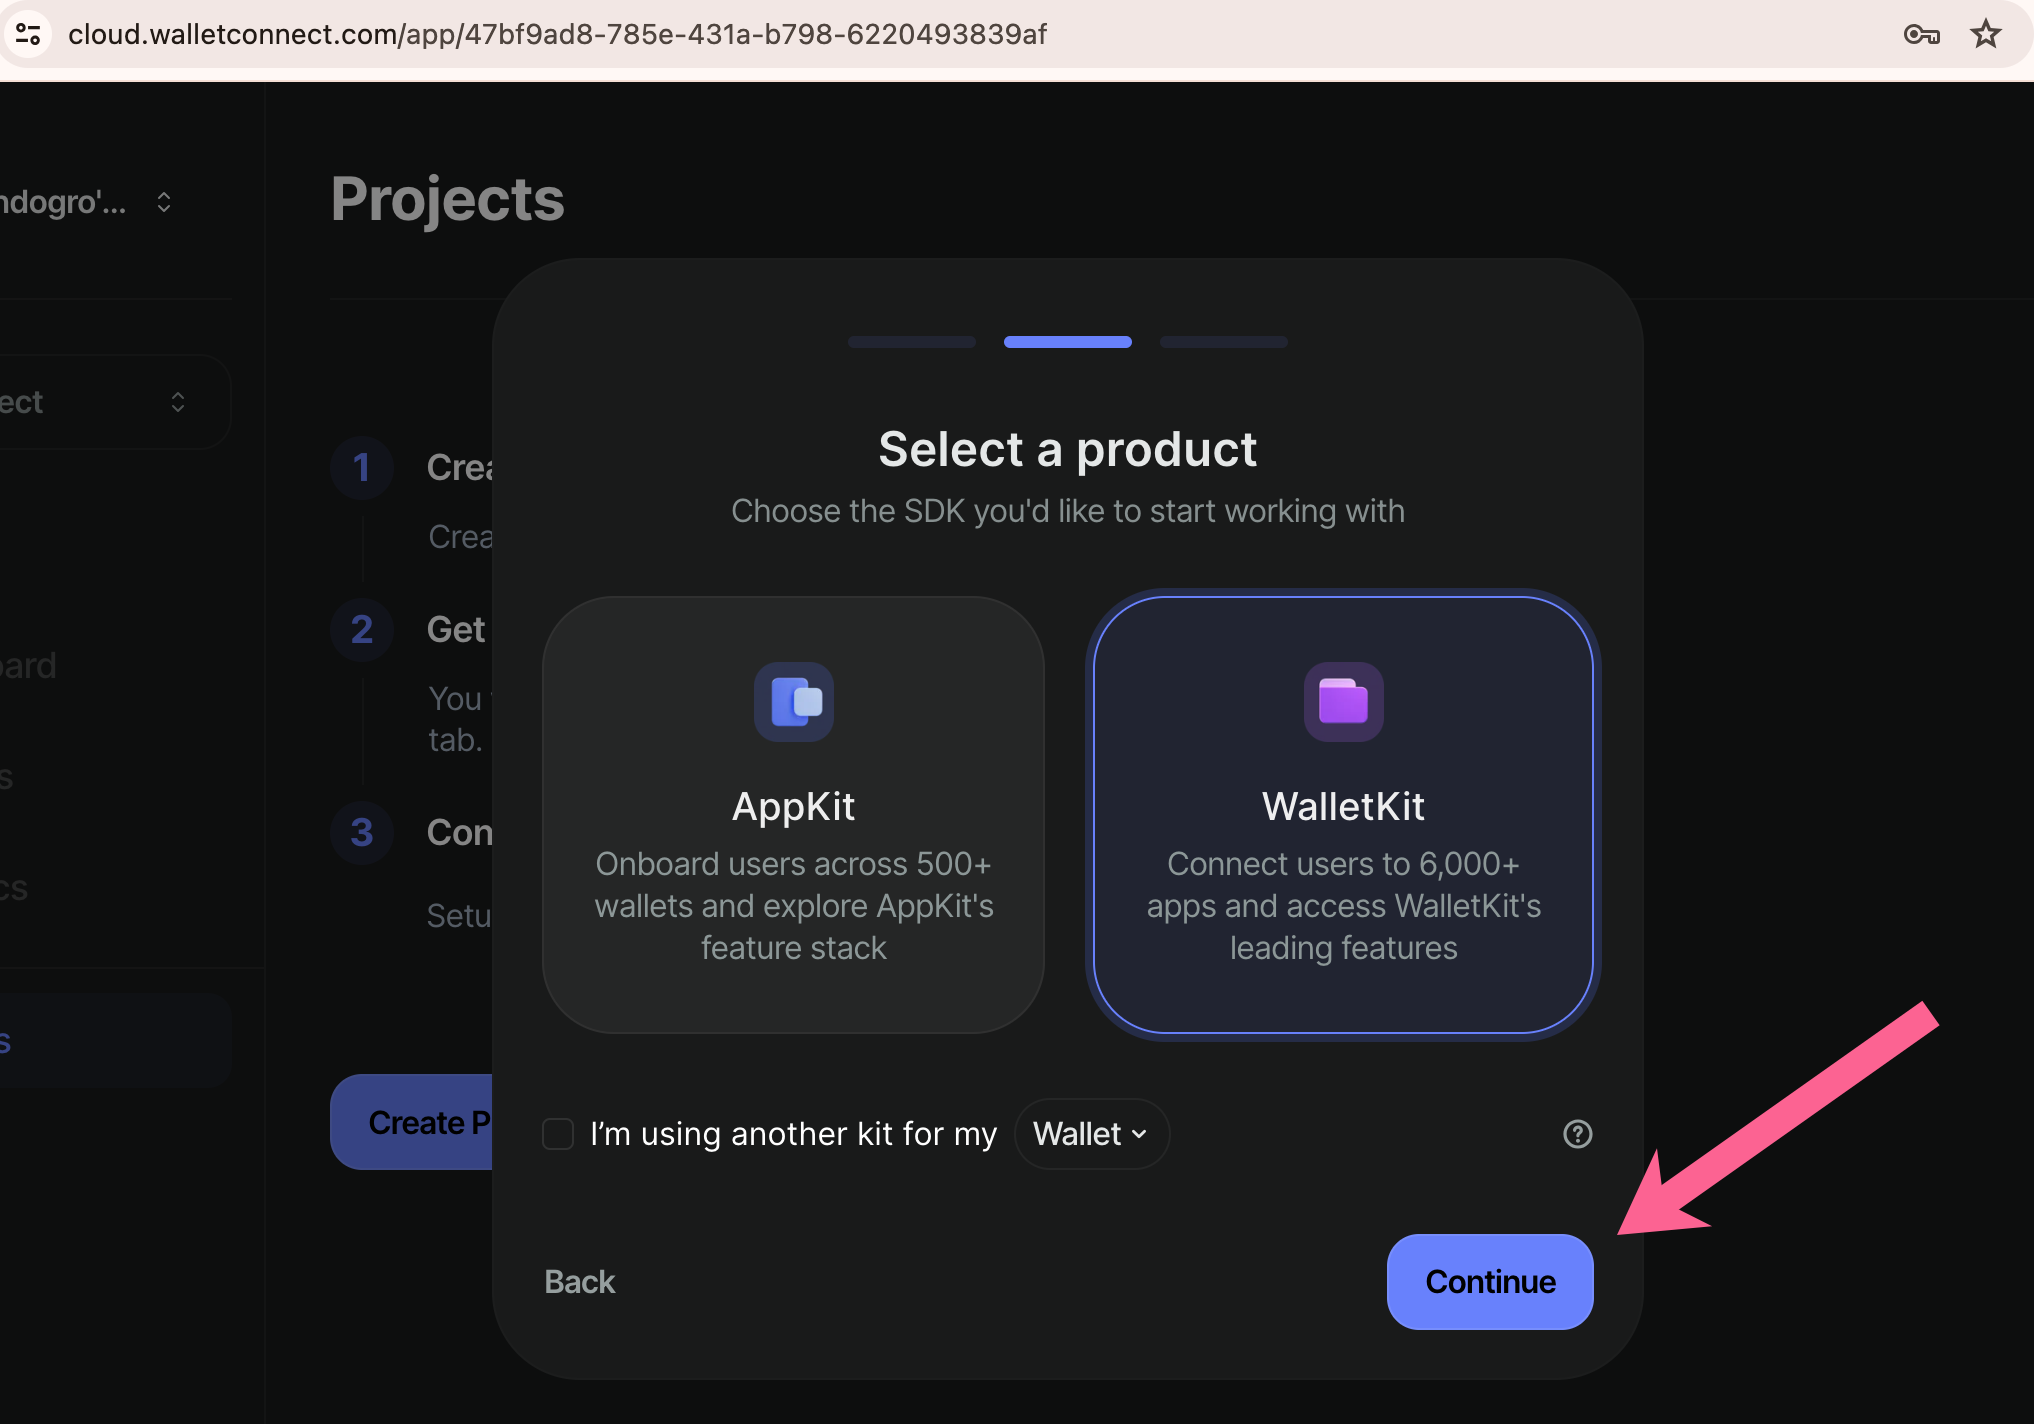 cloud.walletconnect.com/app/47bf9ad8-785e-431a-b798-6220493839af
ndogro'...
Projects
ect
Select a product
Choose the SDK you'd like to start working with
1
Crea
Crea
2
Get
You
tab.
3
Con
Setu
ard
s
cs
s
AppKit
Onboard users across 500+
wallets and explore AppKit's
feature stack
WalletKit
Connect users to 6,000+
apps and access WalletKit's
leading features
Create P
I’m using another kit for my Wallet
Back
Continue